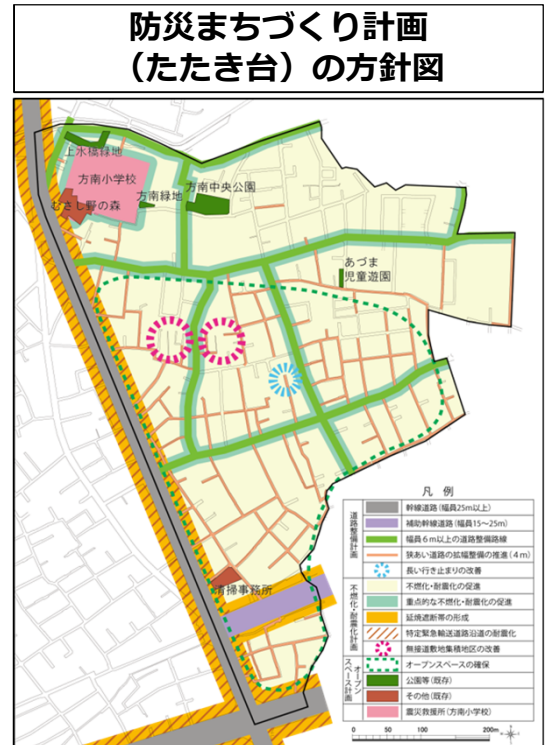 防災まちづくり計画
（たたき台）の方針図
上水橋緑地
方南小学校
むさし野の森
方南緑地
方南中央公園
あづま
児童遊園
清掃事務所
凡 例
道路整備計画
幹線道路（幅員25m以上）
補助幹線道路（幅員15～25m）
幅員6m以上の道路整備路線
狭あい道路の拡幅整備の推進（4m）
長い行き止まりの改善
不燃化・耐震化計画
不燃化・耐震化の促進
重点的な不燃化・耐震化の促進
延焼遮断帯の形成
特定緊急輸送道路沿道の耐震化
無接道敷地集積地区の改善
オープンスペース計画
オープンスペースの確保
公園等（既存）
その他（既存）
震災救援所（方南小学校）
0 50 100 200m